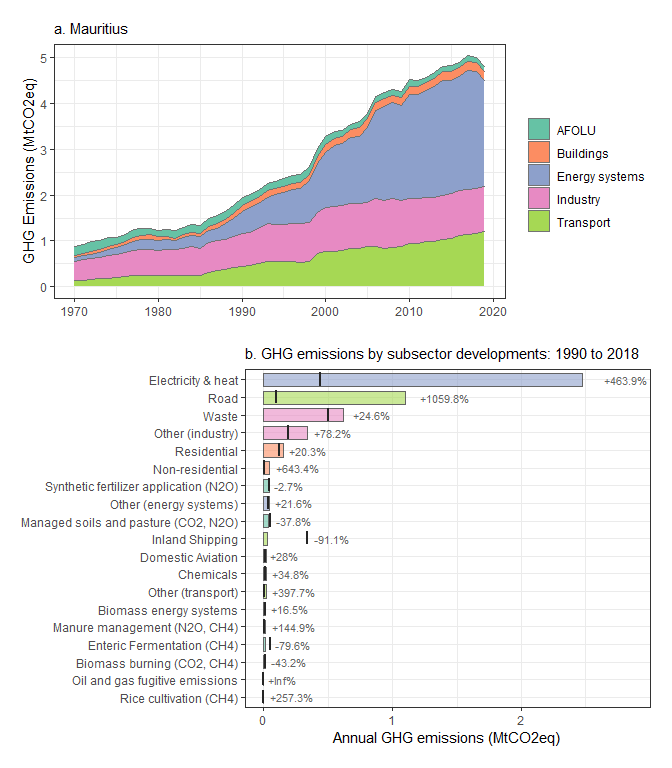 a. Mauritius
GHG Emissions (MtCO2eq)
5
4
3
2
1
0
1970
1980
1990
2000
2010
2020
AFOLU
Buildings
Energy systems
Industry
Transport
b. GHG emissions by subsector developments: 1990 to 2018
Electricity & heat +463.9%
Road +1059.8%
Waste +24.6%
Other (industry) +78.2%
Residential +20.3%
Non-residential +643.4%
Synthetic fertilizer application (N2O) -2.7%
Other (energy systems) +21.6%
Managed soils and pasture (CO2, N2O) -37.8%
Inland Shipping -91.1%
Domestic Aviation +28%
Chemicals +34.8%
Other (transport) +397.7%
Biomass energy systems +16.5%
Manure management (N2O, CH4) +144.9%
Enteric Fermentation (CH4) -79.6%
Biomass burning (CO2, CH4) -43.2%
Oil and gas fugitive emissions +Inf%
Rice cultivation (CH4) +257.3%
0
1
2
Annual GHG emissions (MtCO2eq)